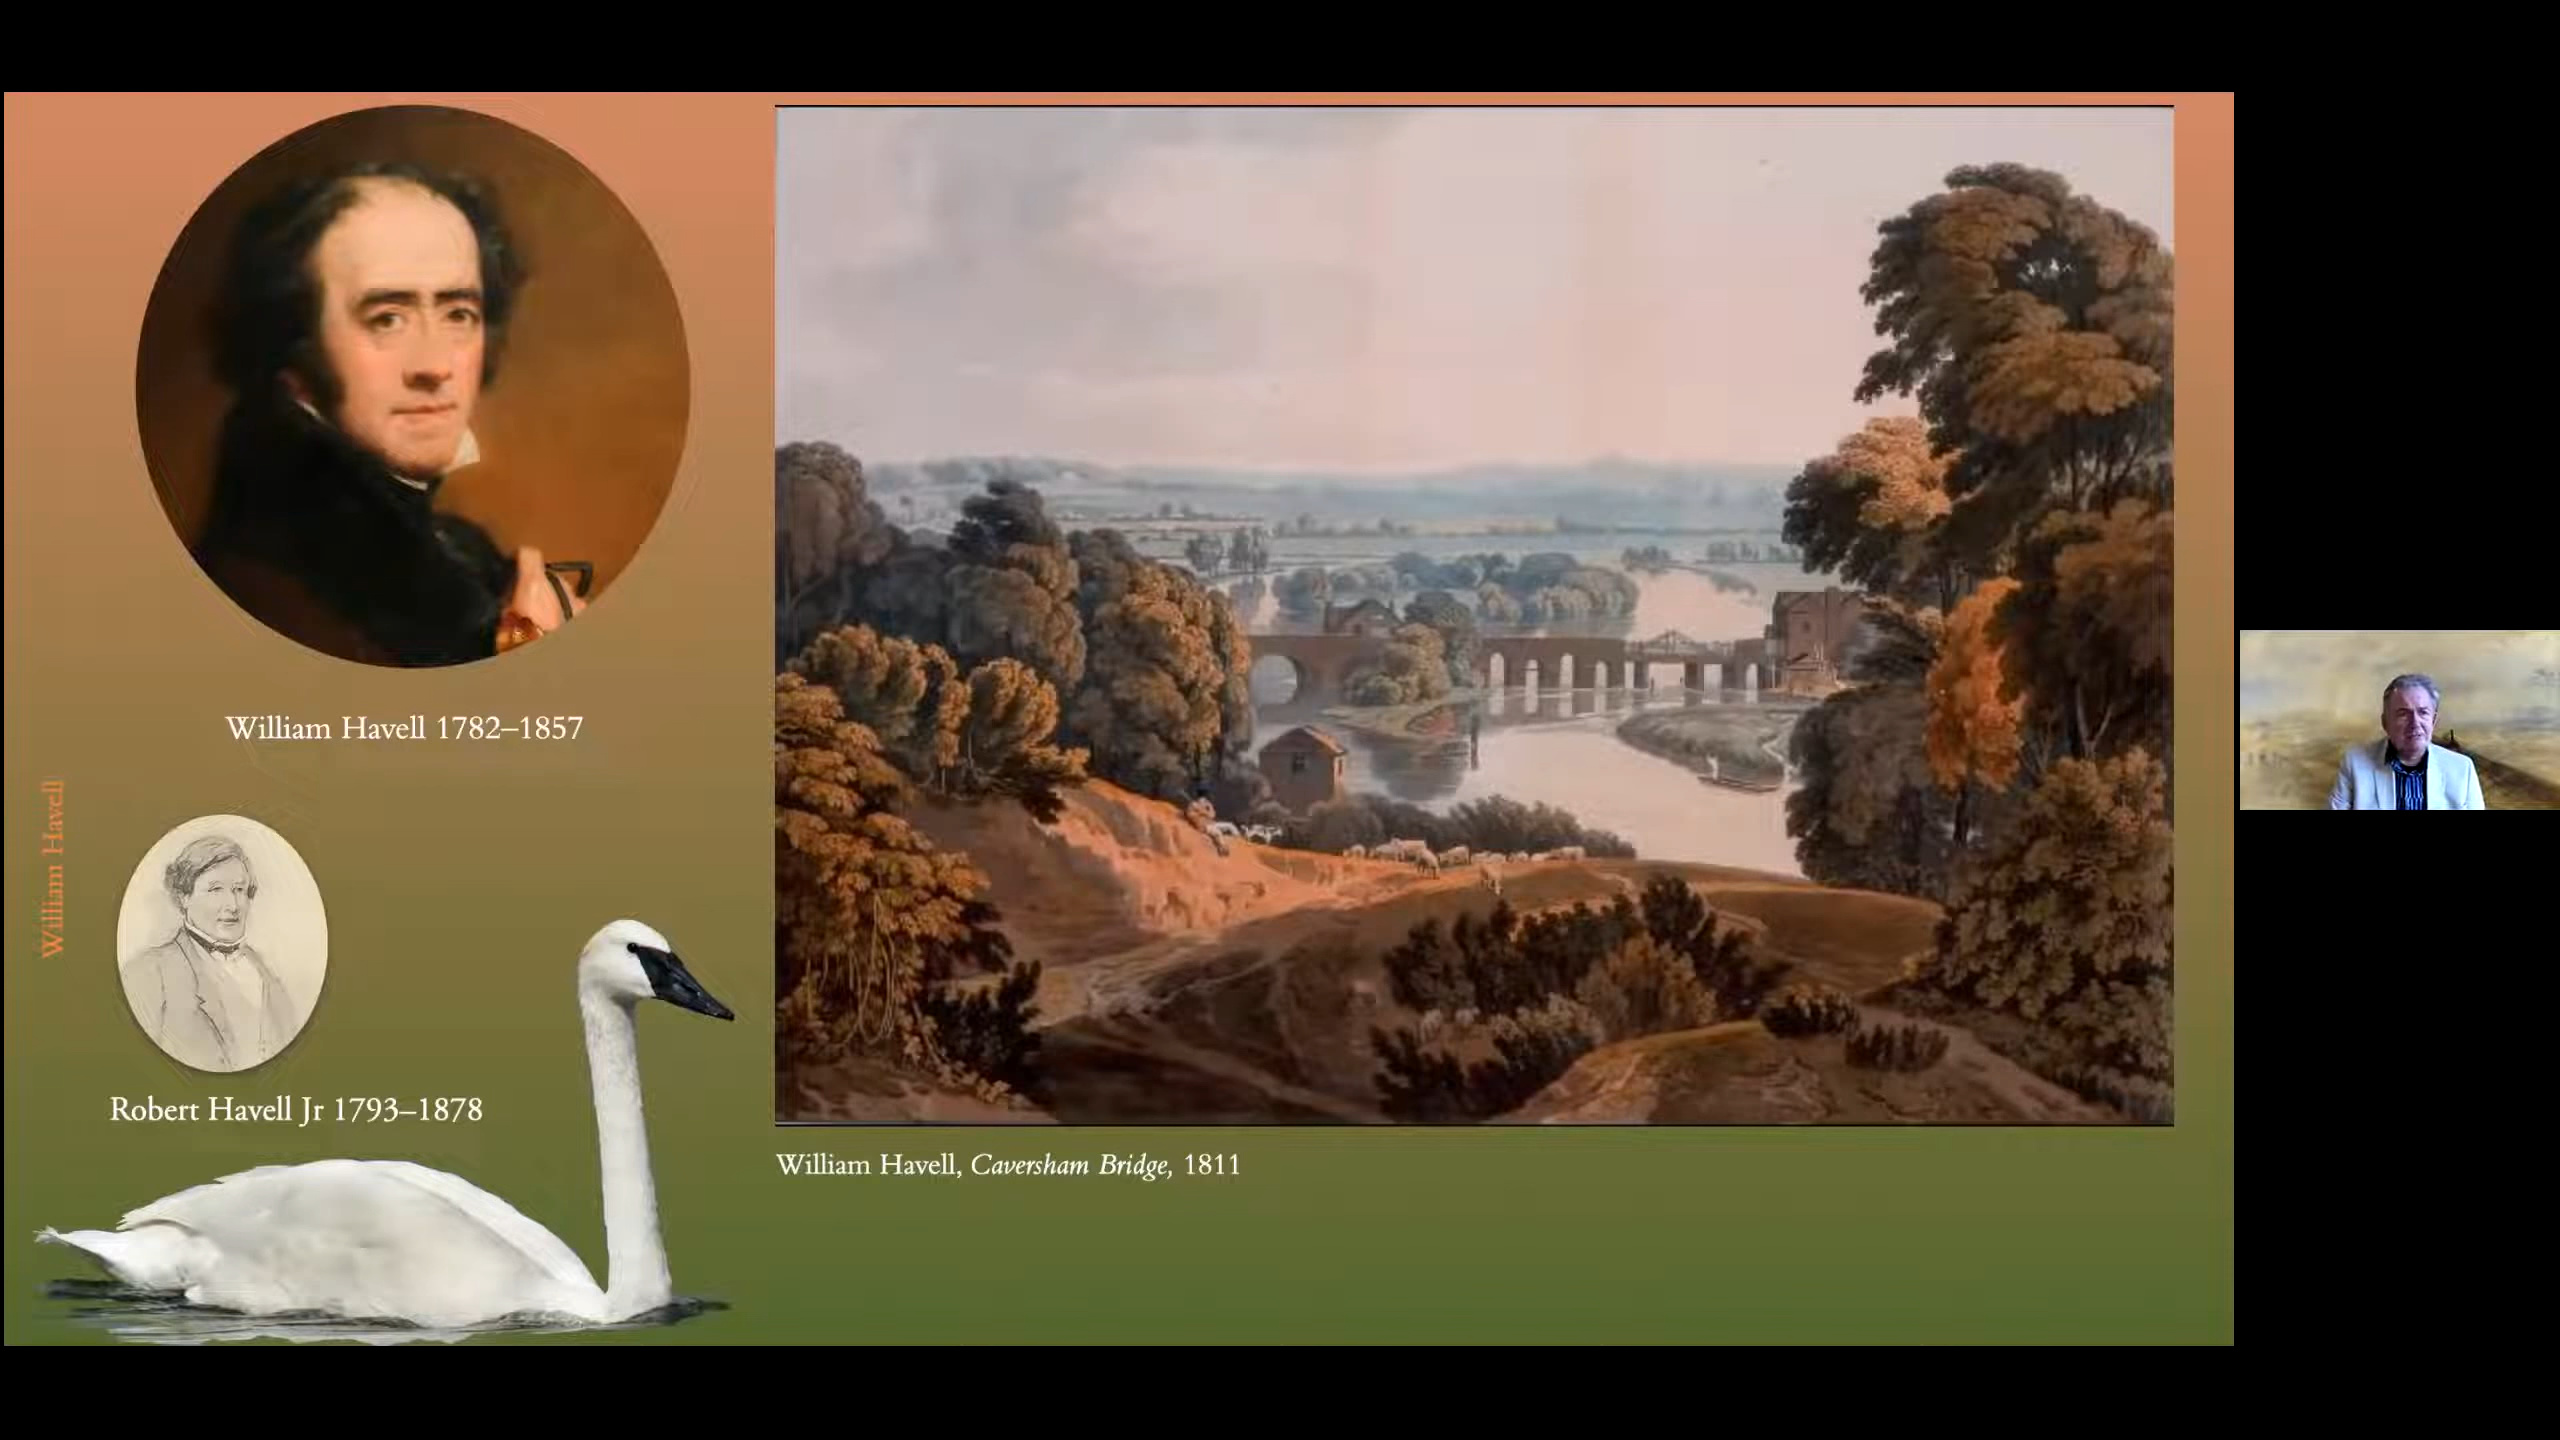 William Havell 1782–1857
William Havell
Robert Havell Jr 1793–1878
William Havell, Caversham Bridge, 1811